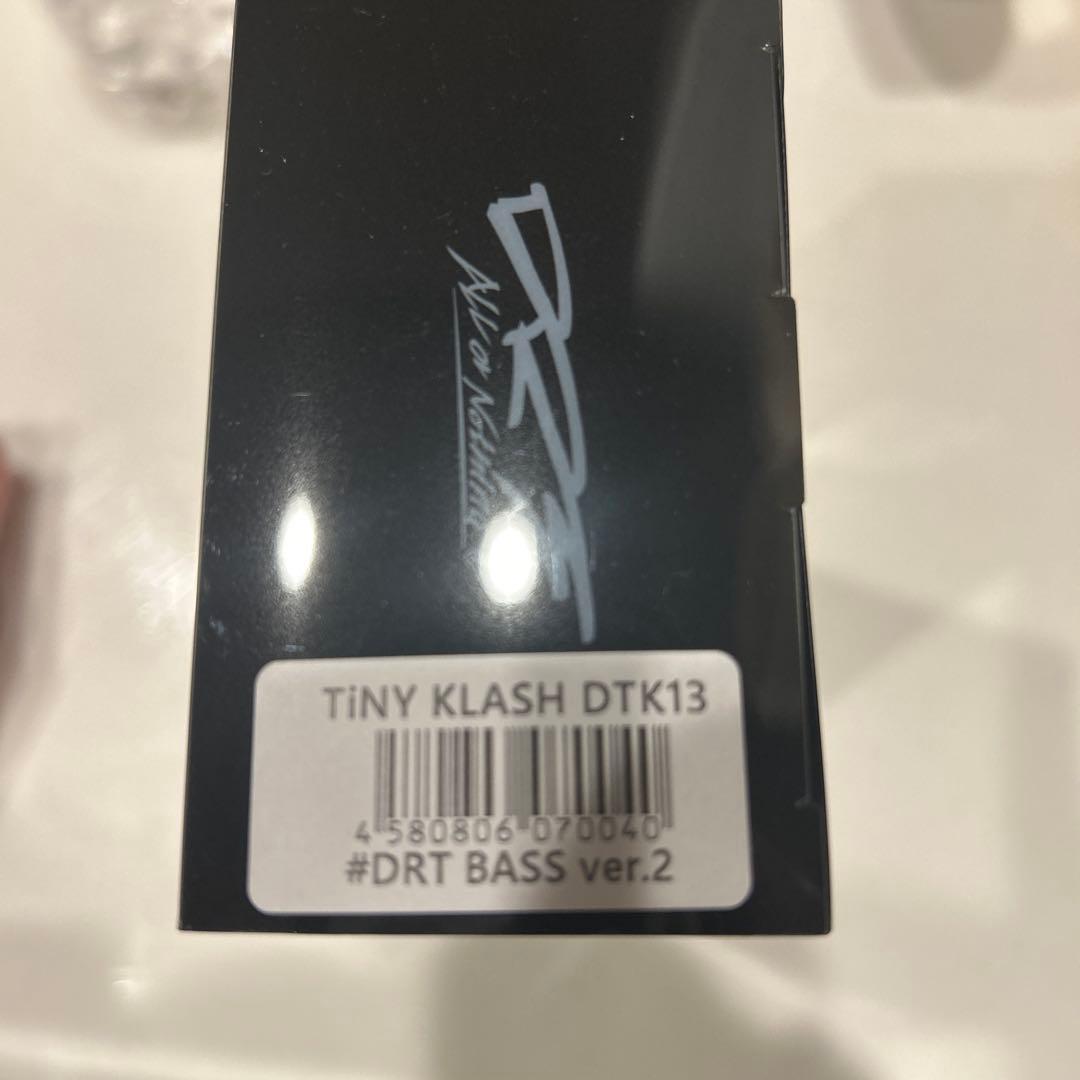 DRT
All or Nothing
TiNY KLASH DTK13
4 580806 070040
#DRT BASS ver.2